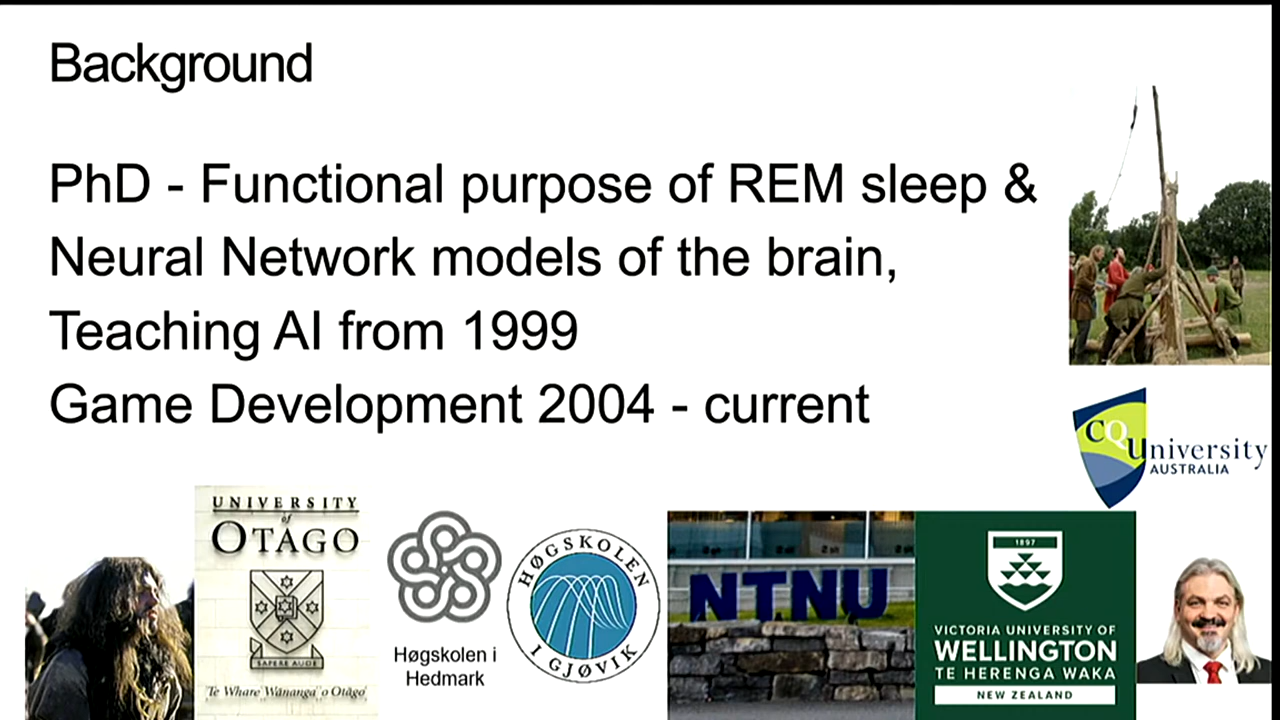 Background
PhD - Functional purpose of REM sleep &
Neural Network models of the brain,
Teaching AI from 1999
Game Development 2004 - current
CQUniversity
AUSTRALIA
UNIVERSITY
of
OTAGO
SAPERE AUDE
Te Whare Wānanga o Otāgo
Høgskolen i
Hedmark
HØGSKOLEN
I GJØVIK
NTNU
1897
VICTORIA UNIVERSITY OF
WELLINGTON
TE HERENGA WAKA
NEW ZEALAND